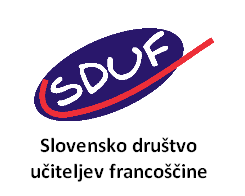 SDUF
Slovensko društvo
učiteljev francoščine